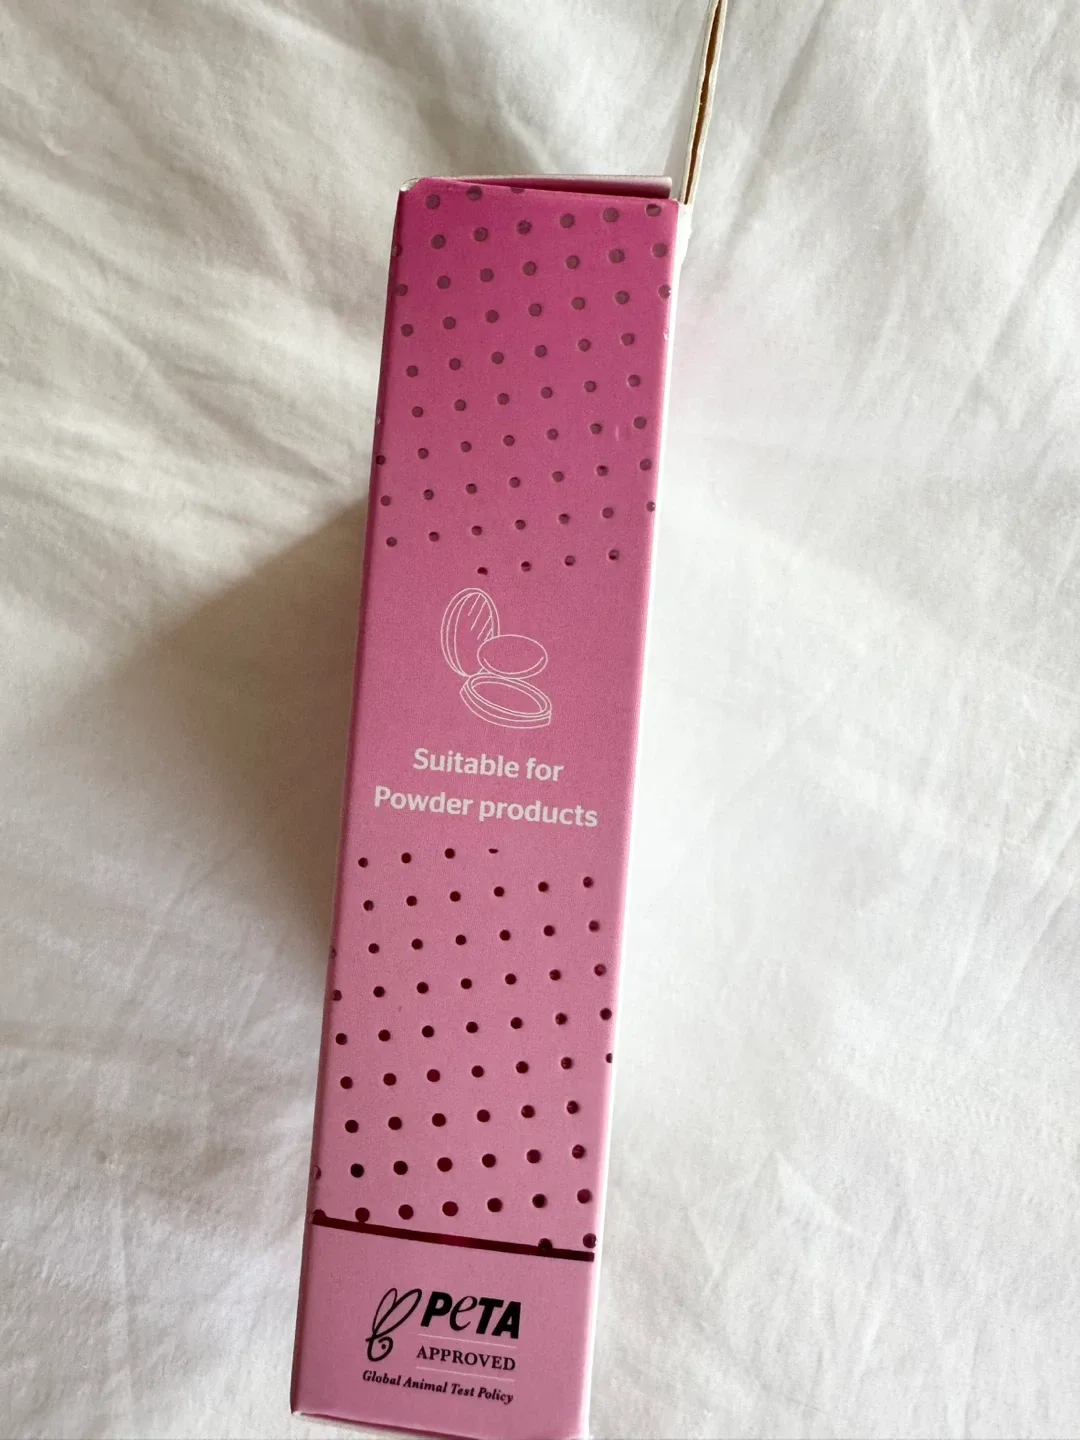 Suitable for
Powder products
PeTA
APPROVED
Global Animal Test Policy